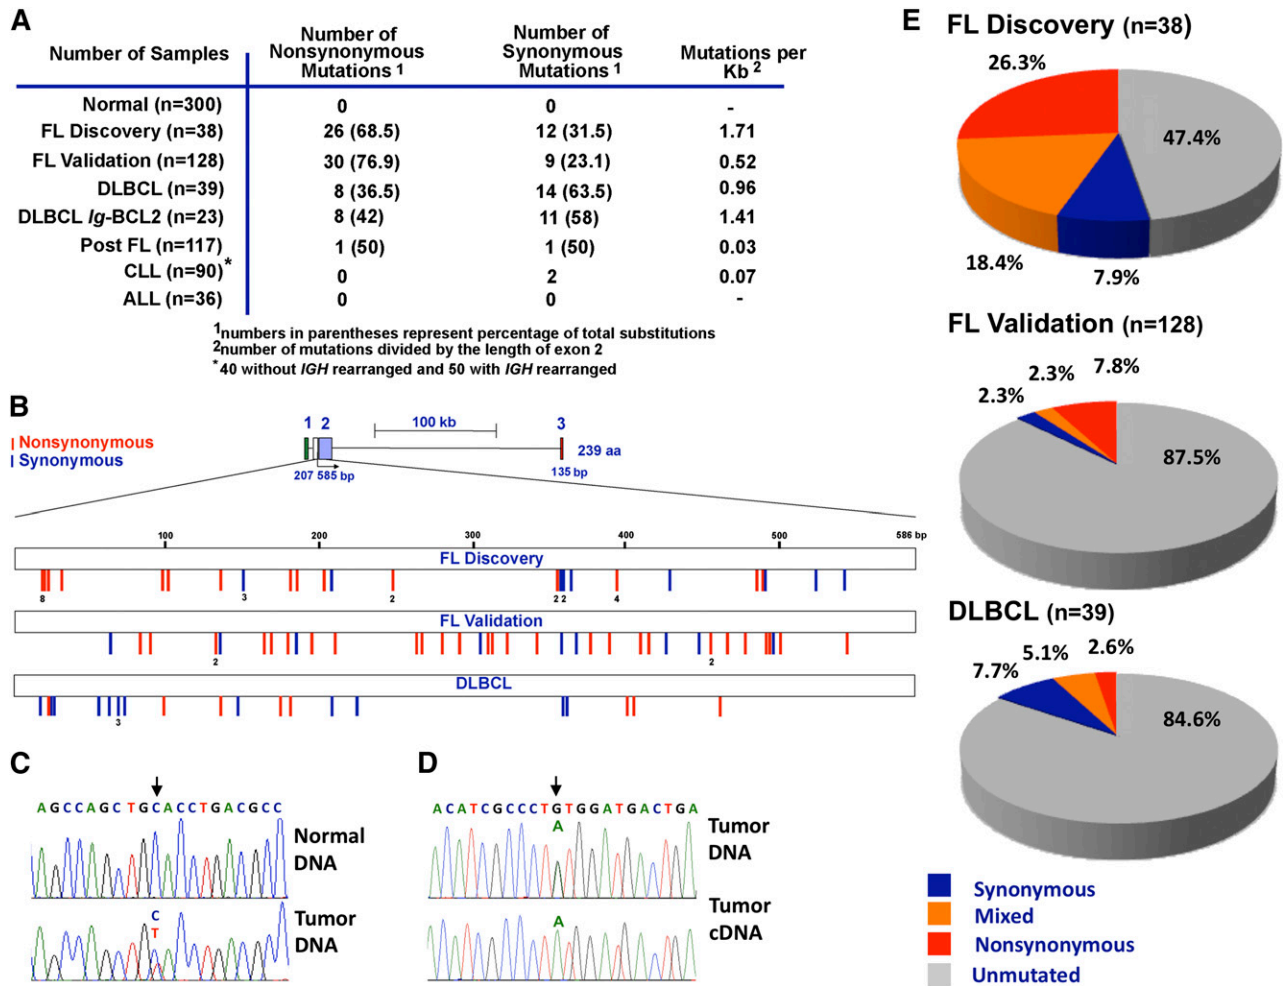 A
Number of Samples
Number of Nonsynonymous Mutations 1
Number of Synonymous Mutations 1
Mutations per Kb 2
Normal (n=300) 0 0 -
FL Discovery (n=38) 26 (68.5) 12 (31.5) 1.71
FL Validation (n=128) 30 (76.9) 9 (23.1) 0.52
DLBCL (n=39) 8 (36.5) 14 (63.5) 0.96
DLBCL Ig-BCL2 (n=23) 8 (42) 11 (58) 1.41
Post FL (n=117) 1 (50) 1 (50) 0.03
CLL (n=90)* 0 2 0.07
ALL (n=36) 0 0 -
1numbers in parentheses represent percentage of total substitutions
2number of mutations divided by the length of exon 2
*40 without IGH rearranged and 50 with IGH rearranged
B
Nonsynonymous
Synonymous
1 2 100 kb 3
239 aa
207 585 bp 135 bp
100 200 300 400 500 586 bp
FL Discovery
8 3 2 2 2 4
FL Validation
2 2
DLBCL
3
C
AGCCAGCTGCACCTGACGCC
Normal DNA
C
T
Tumor DNA
D
ACATCGCCCTGTGGATGACTGA
A
Tumor DNA
A
Tumor cDNA
E
FL Discovery (n=38)
26.3%
47.4%
18.4%
7.9%
FL Validation (n=128)
2.3% 2.3% 7.8%
87.5%
DLBCL (n=39)
7.7% 5.1% 2.6%
84.6%
Synonymous
Mixed
Nonsynonymous
Unmutated